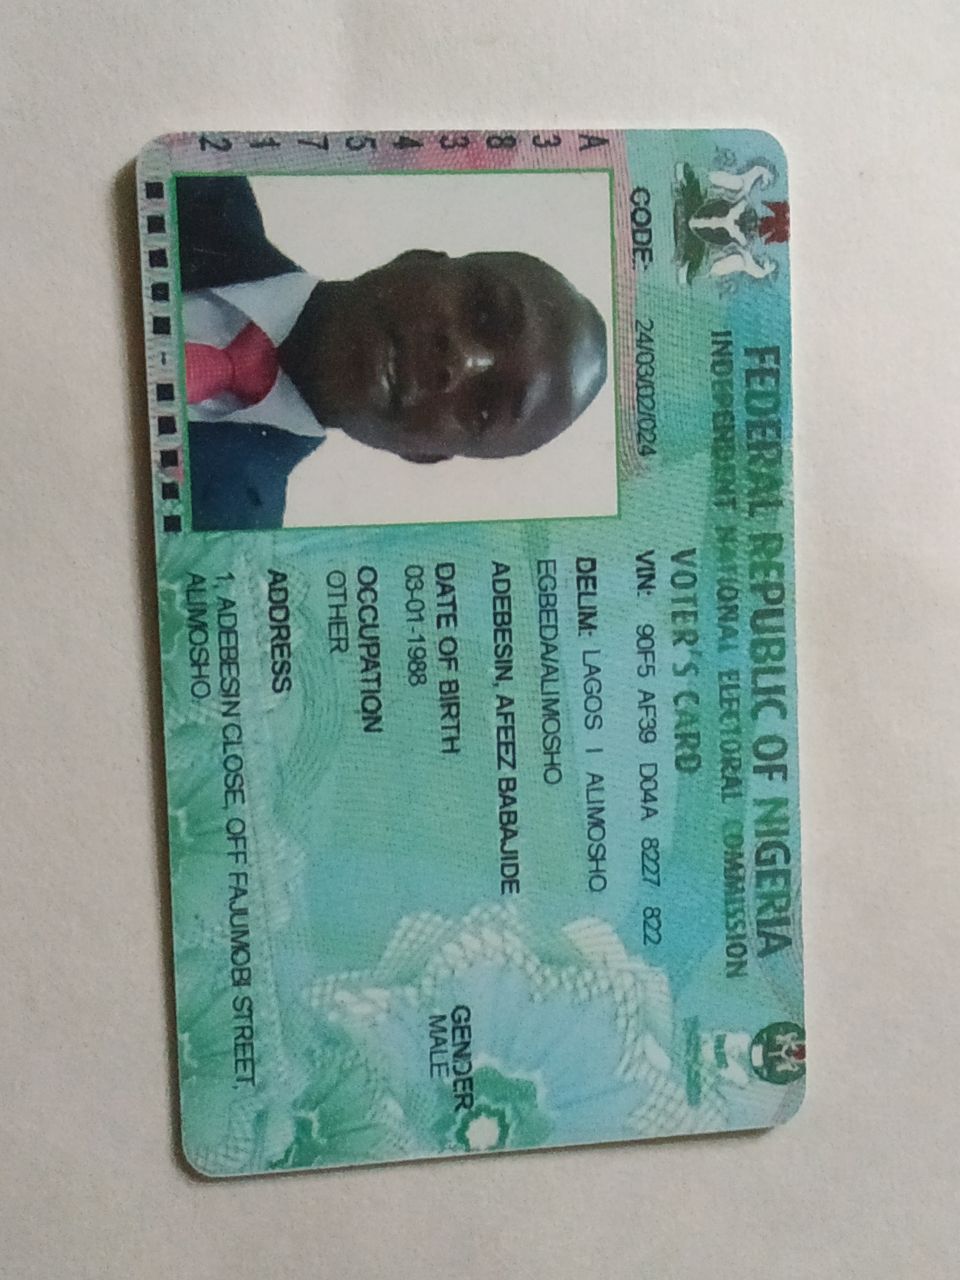 FEDERAL REPUBLIC OF NIGERIA
INDEPENDENT NATIONAL ELECTORAL COMMISSION
VOTER'S CARD
CODE: 24/03/02/024
VIN: 90F5 AF39 D04A 8227 822
DELIM: LAGOS I ALIMOSHO
EGBEDA/ALIMOSHO
ADEBESIN, AFEEZ BABAJIDE
DATE OF BIRTH
03-01-1988
GENDER
MALE
OCCUPATION
OTHER
ADDRESS
1, ADEBESIN CLOSE, OFF FAJUMOBI STREET,
ALIMOSHO.
A 3 8 3 4 5 7 1 1 2